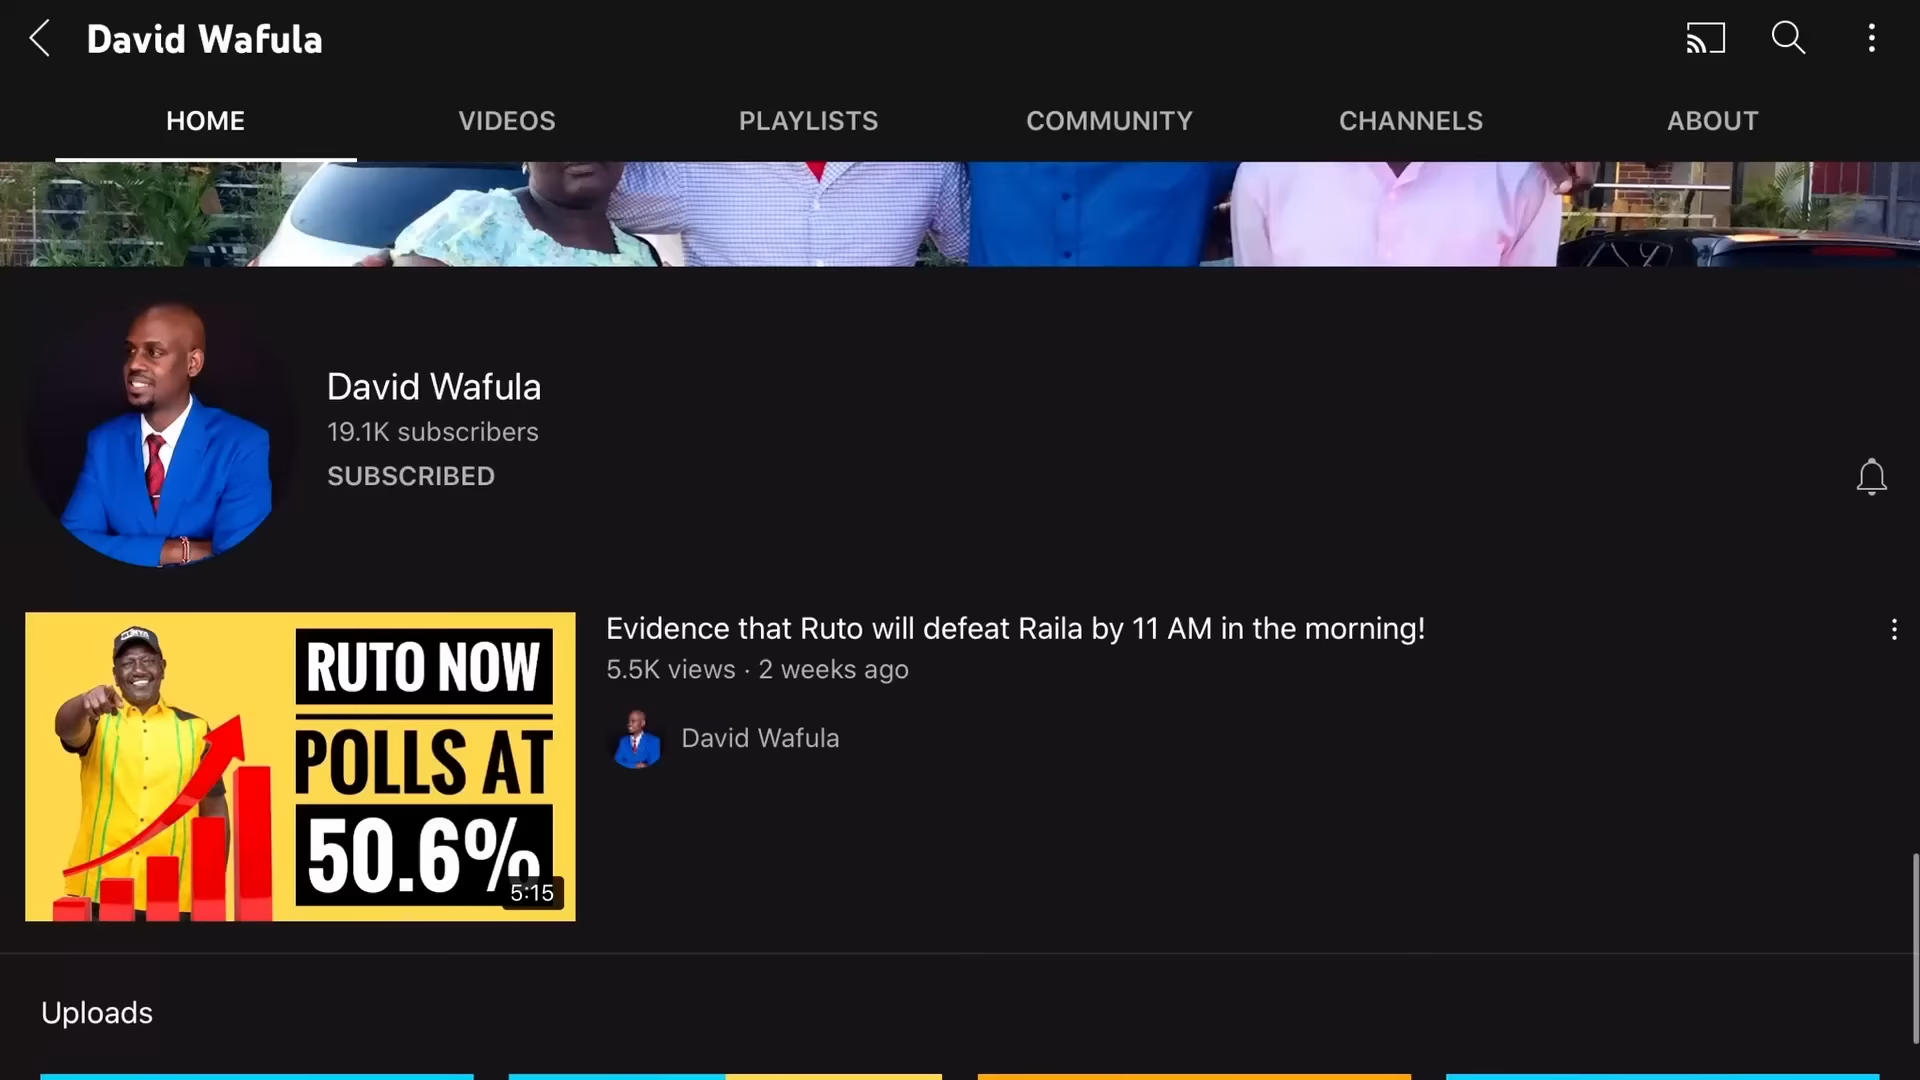 David Wafula
HOME
VIDEOS
PLAYLISTS
COMMUNITY
CHANNELS
ABOUT
David Wafula
19.1K subscribers
SUBSCRIBED
RUTO NOW
POLLS AT
50.6%
5:15
Evidence that Ruto will defeat Raila by 11 AM in the morning!
5.5K views · 2 weeks ago
David Wafula
Uploads